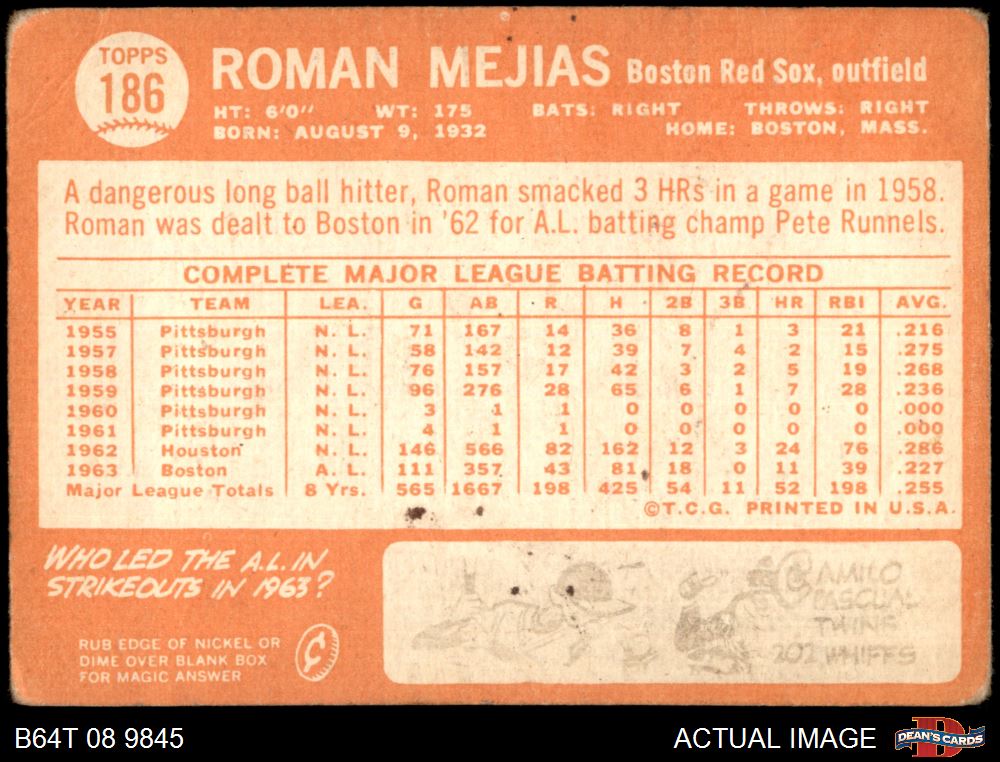 TOPPS
186
ROMAN MEJIAS Boston Red Sox, outfield
HT: 6'0" WT: 175 BATS: RIGHT THROWS: RIGHT
BORN: AUGUST 9, 1932 HOME: BOSTON, MASS.
A dangerous long ball hitter, Roman smacked 3 HRs in a game in 1958.
Roman was dealt to Boston in '62 for A.L. batting champ Pete Runnels.
COMPLETE MAJOR LEAGUE BATTING RECORD
YEAR TEAM LEA. G AB R H 2B 3B HR RBI AVG.
1955 Pittsburgh N. L. 71 167 14 36 8 1 3 21 .216
1957 Pittsburgh N. L. 58 142 12 39 7 4 2 15 .275
1958 Pittsburgh N. L. 76 157 17 42 3 2 5 19 .268
1959 Pittsburgh N. L. 96 276 28 65 6 1 7 28 .236
1960 Pittsburgh N. L. 3 1 1 0 0 0 0 0 .000
1961 Pittsburgh N. L. 4 1 1 0 0 0 0 0 .000
1962 Houston N. L. 146 566 82 162 12 3 24 76 .286
1963 Boston A. L. 111 357 43 81 18 0 11 39 .227
Major League Totals 8 Yrs. 565 1667 198 425 54 11 52 198 .255
©T.C.G. PRINTED IN U.S.A.
WHO LED THE A.L. IN
STRIKEOUTS IN 1963?
RUB EDGE OF NICKEL OR
DIME OVER BLANK BOX
FOR MAGIC ANSWER
CAMILO
PASCUAL
TWINS
202 WHIFFS
B64T 08 9845
ACTUAL IMAGE
DEAN'S CARDS